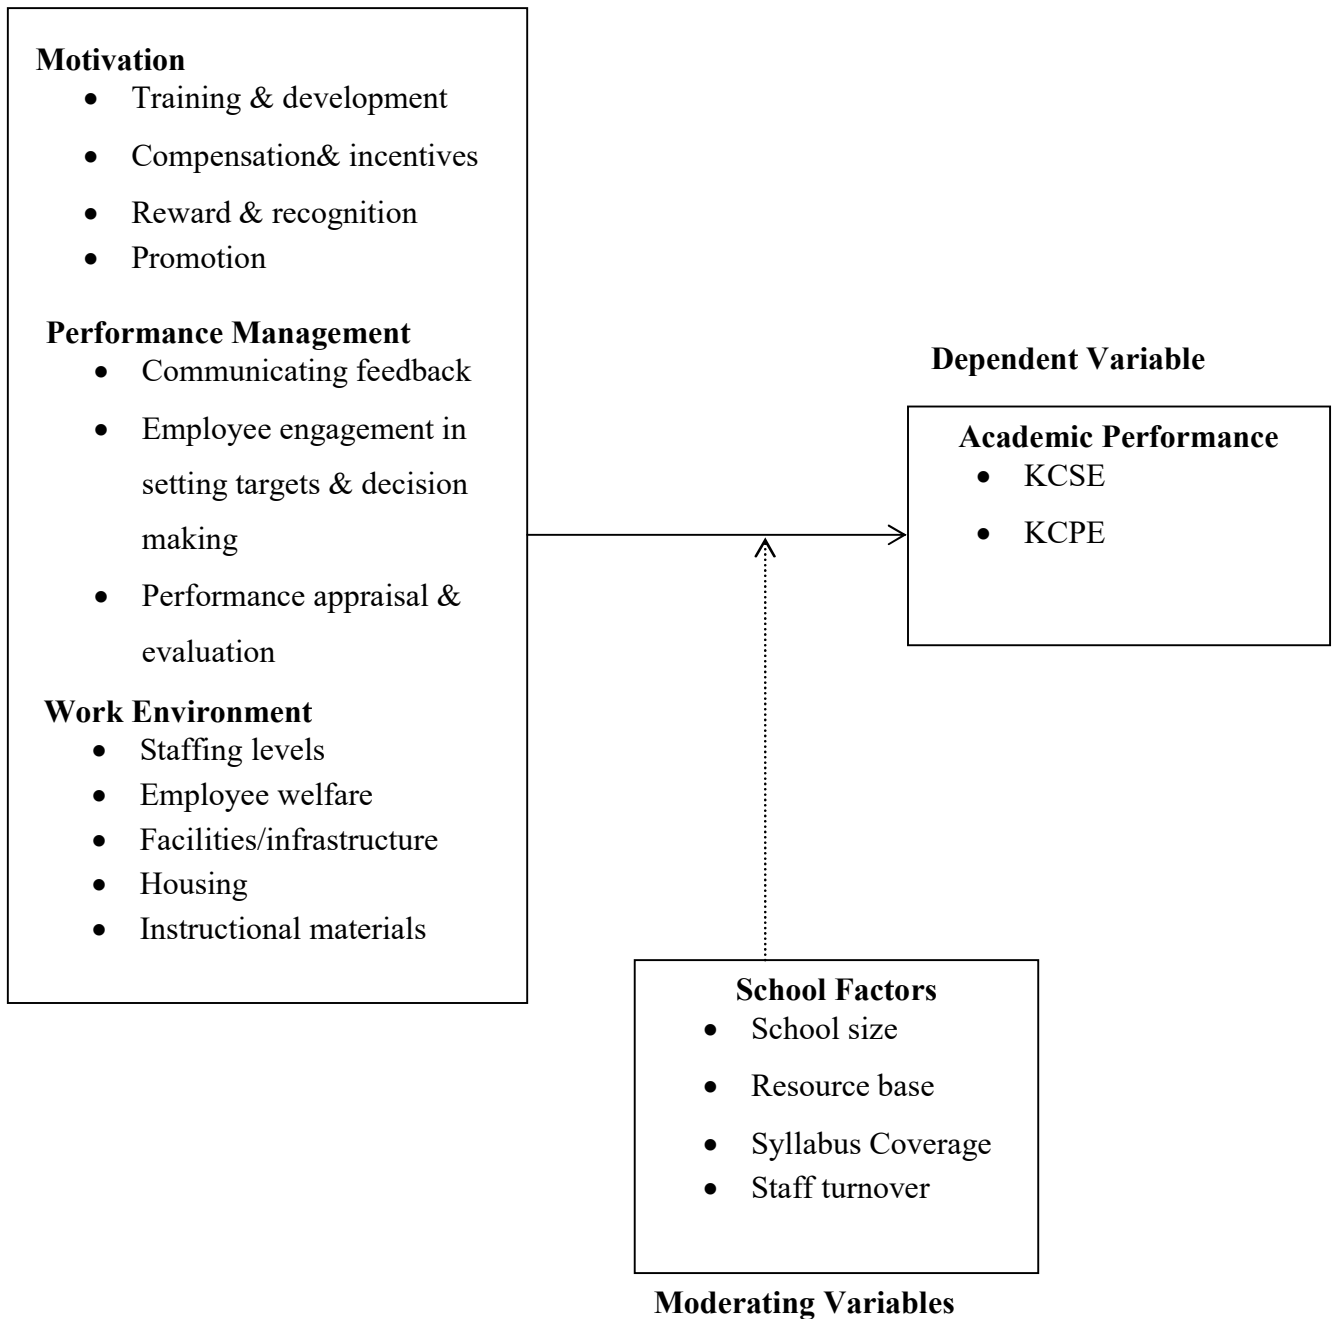 Motivation
• Training & development
• Compensation& incentives
• Reward & recognition
• Promotion
Performance Management
• Communicating feedback
• Employee engagement in
setting targets & decision
making
• Performance appraisal &
evaluation
Work Environment
• Staffing levels
• Employee welfare
• Facilities/infrastructure
• Housing
• Instructional materials
Dependent Variable
Academic Performance
• KCSE
• KCPE
School Factors
• School size
• Resource base
• Syllabus Coverage
• Staff turnover
Moderating Variables